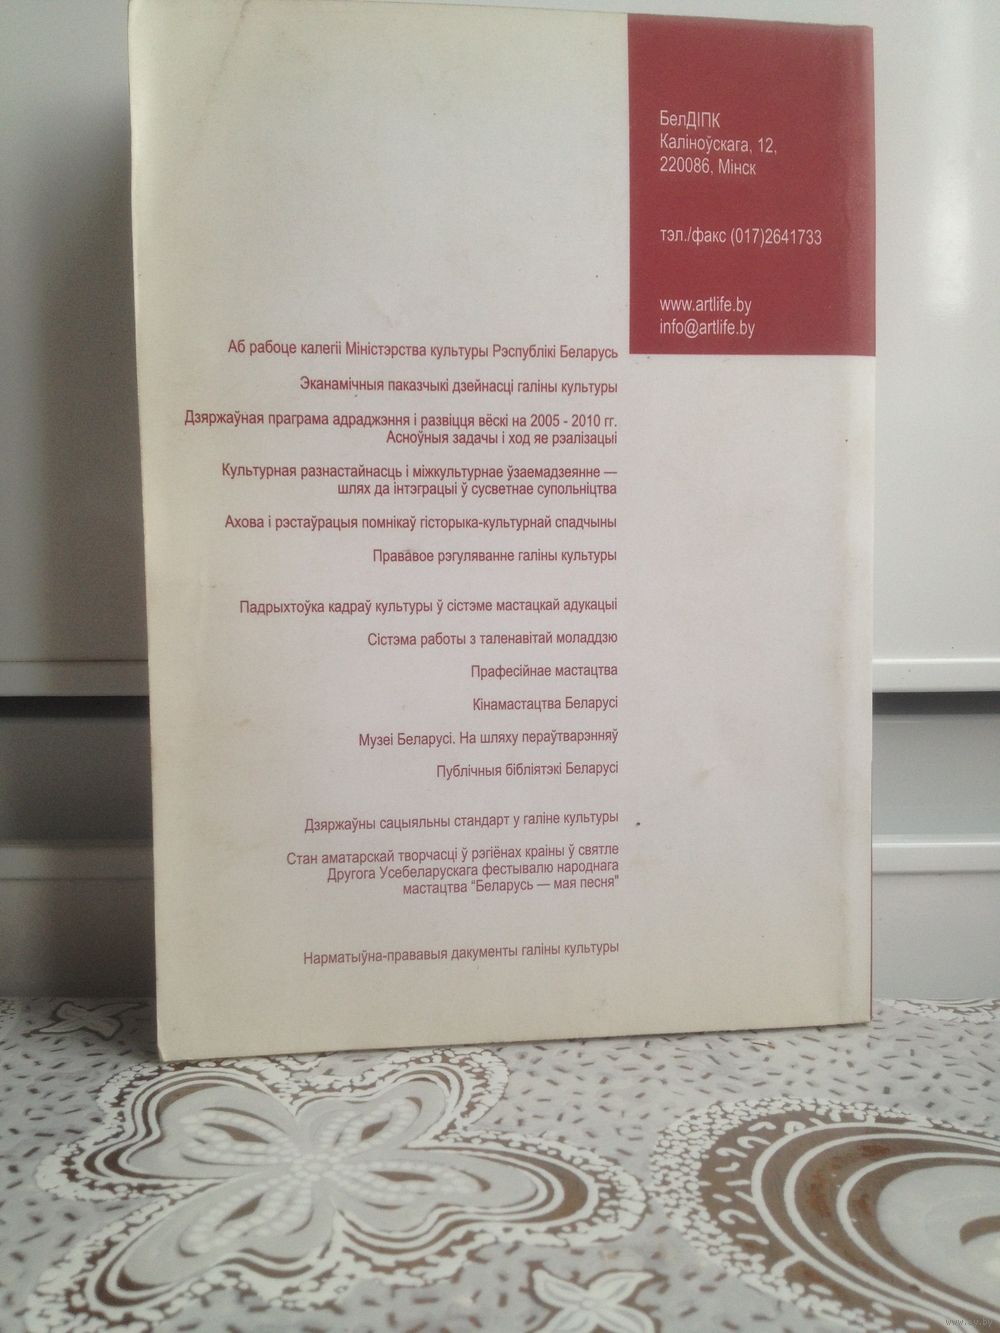 БелДІПК
Каліноўскага, 12,
220086, Мінск
тэл./факс (017)2641733
www.artlife.by
info@artlife.by
Аб рабоце калегіі Міністэрства культуры Рэспублікі Беларусь
Эканамічныя паказчыкі дзейнасці галіны культуры
Дзяржаўная праграма адраджэння і развіцця вёскі на 2005 - 2010 гг.
Асноўныя задачы і ход яе рэалізацыі
Культурная разнастайнасць і міжкультурнае ўзаемадзеянне —
шлях да інтэграцыі ў сусветнае супольніцтва
Ахова і рэстаўрацыя помнікаў гісторыка-культурнай спадчыны
Прававое рэгуляванне галіны культуры
Падрыхтоўка кадраў культуры ў сістэме мастацкай адукацыі
Сістэма работы з таленавітай моладдзю
Прафесійнае мастацтва
Кінамастацтва Беларусі
Музеі Беларусі. На шляху пераўтварэнняў
Публічныя бібліятэкі Беларусі
Дзяржаўны сацыяльны стандарт у галіне культуры
Стан аматарскай творчасці ў рэгіёнах краіны ў святле
Другога Усебеларускага фестывалю народнага
мастацтва “Беларусь — мая песня"
Нарматыўна-прававыя дакументы галіны культуры